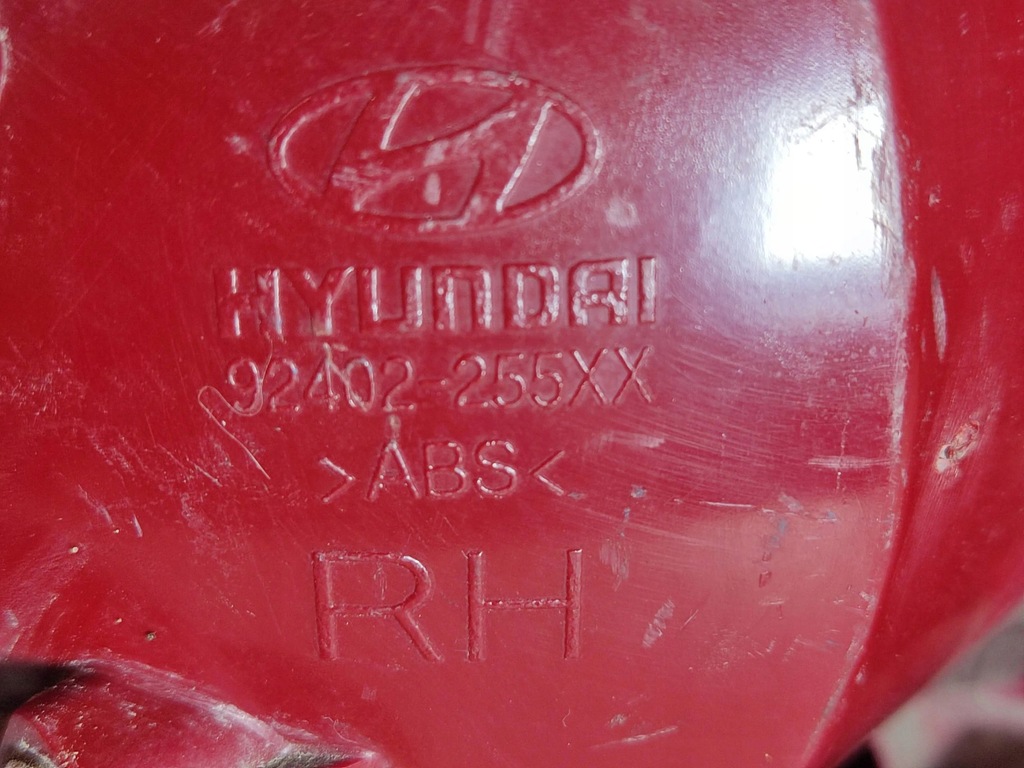 HYUNDAI
92402-255XX
>ABS<
RH